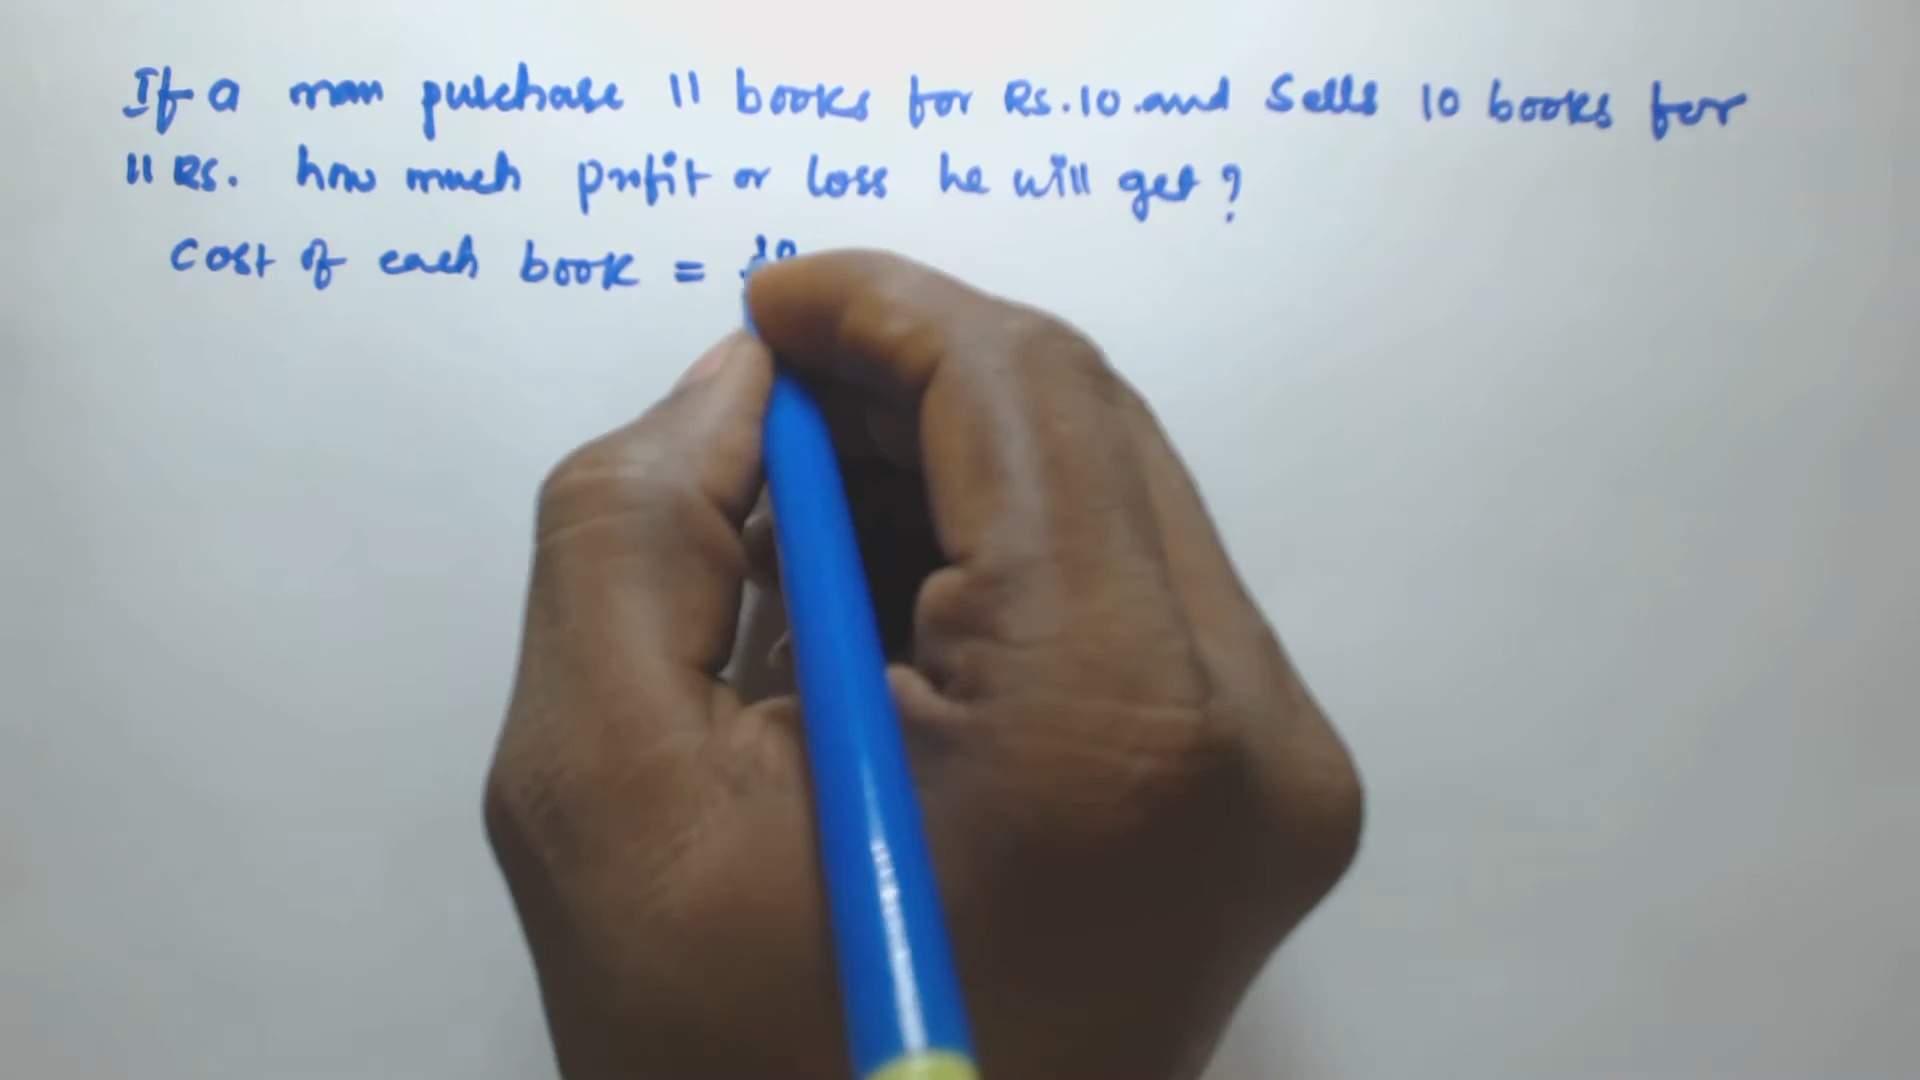 If a man purchase 11 books for Rs.10.and Sells 10 books for
11 Rs. how much profit or loss he will get?
Cost of each book = 10